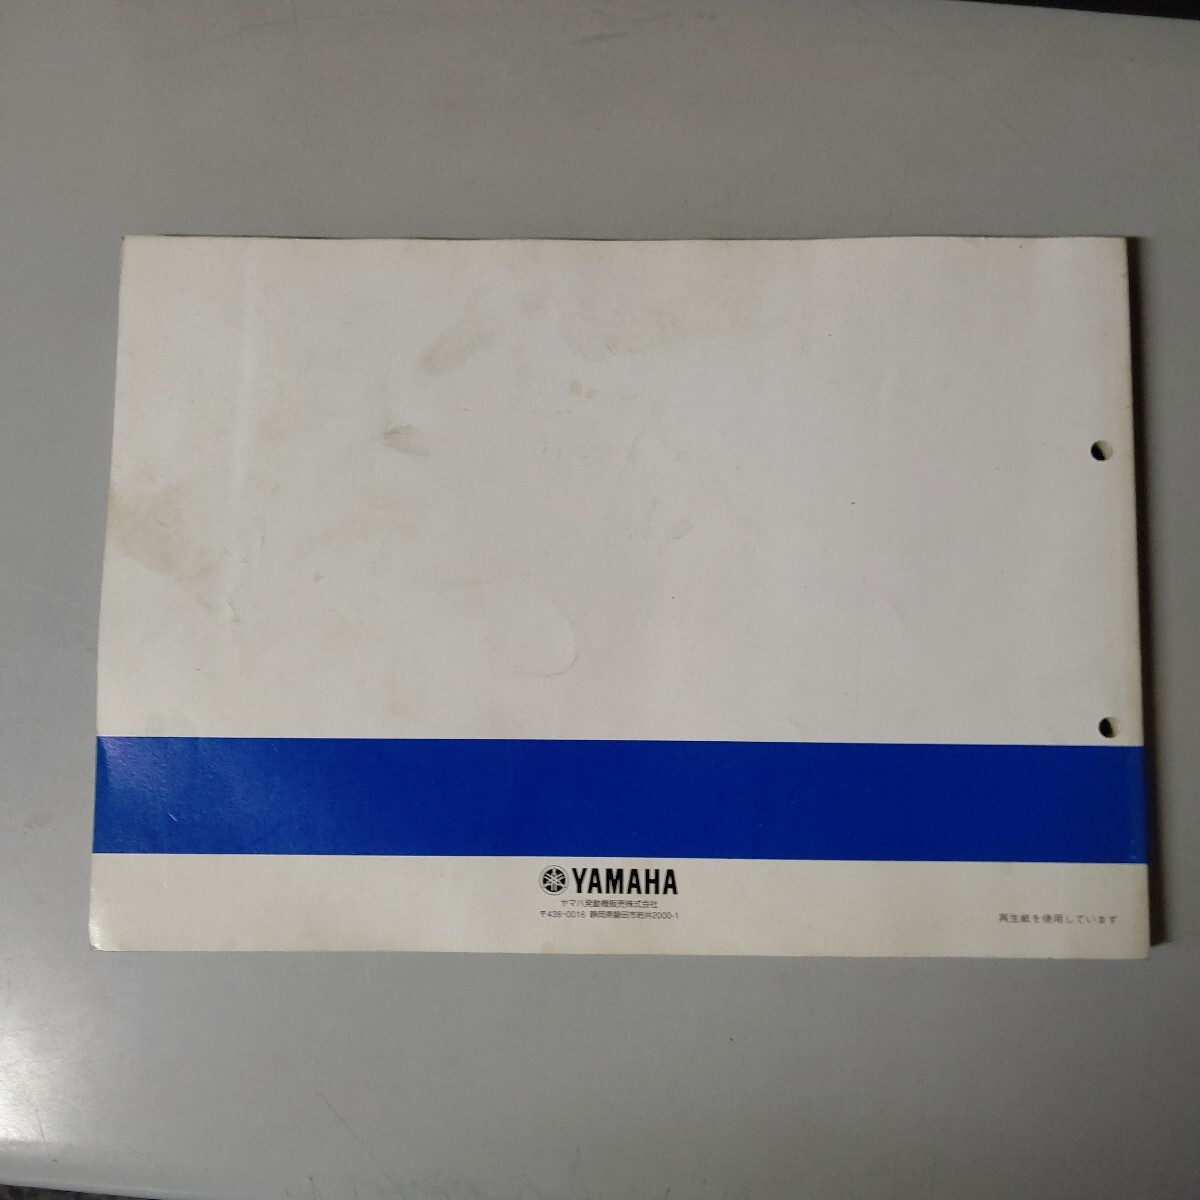 YAMAHA
ヤマハ発動機販売株式会社
〒438-0016 静岡県磐田市岩井2000-1
再生紙を使用しています